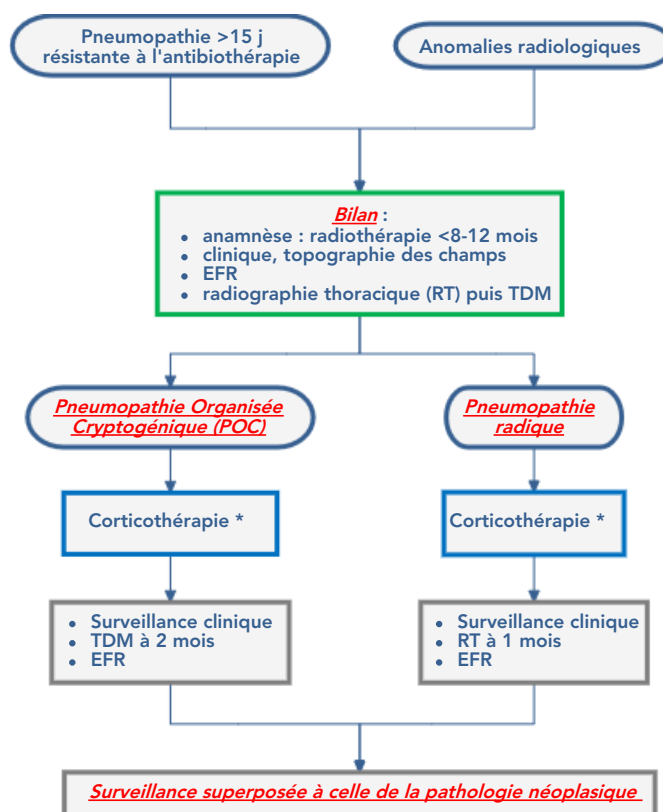 Pneumopathie >15 j
résistante à l'antibiothérapie
Anomalies radiologiques
Bilan :
• anamnèse : radiothérapie <8-12 mois
• clinique, topographie des champs
• EFR
• radiographie thoracique (RT) puis TDM
Pneumopathie Organisée
Cryptogénique (POC)
Pneumopathie
radique
Corticothérapie *
Corticothérapie *
• Surveillance clinique
• TDM à 2 mois
• EFR
• Surveillance clinique
• RT à 1 mois
• EFR
Surveillance superposée à celle de la pathologie néoplasique